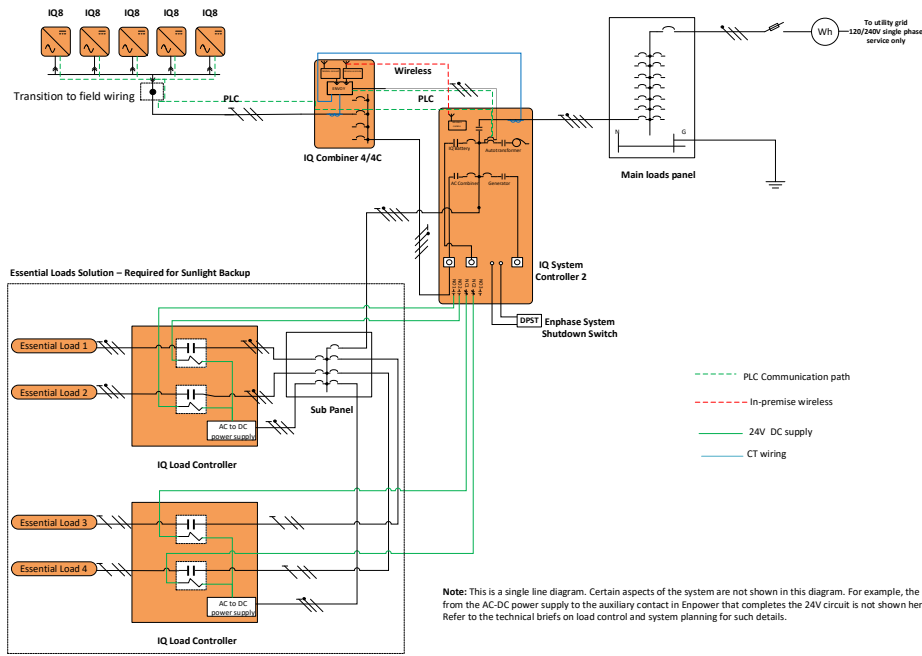 IQ8 IQ8 IQ8 IQ8 IQ8
Transition to field wiring
PLC
Wireless
PLC
ENVOY
IQ Combiner 4/4C
IQ Battery
Autotransformer
AC Combiner
Generator
IQ System
Controller 2
NO1
NO2
NC1
NC2
DPST
Enphase System
Shutdown Switch
N
G
Main loads panel
Wh
To utility grid
120/240V single phase
service only
Essential Loads Solution – Required for Sunlight Backup
Essential Load 1
Essential Load 2
AC to DC
power supply
IQ Load Controller
Sub Panel
Essential Load 3
Essential Load 4
AC to DC
power supply
IQ Load Controller
PLC Communication path
In-premise wireless
24V DC supply
CT wiring
Note: This is a single line diagram. Certain aspects of the system are not shown in this diagram. For example, the
from the AC-DC power supply to the auxiliary contact in Enpower that completes the 24V circuit is not shown her
Refer to the technical briefs on load control and system planning for such details.